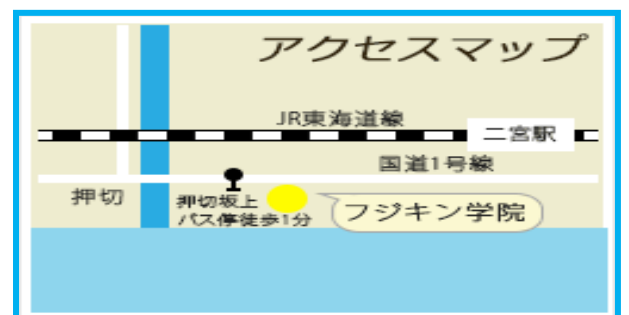 アクセスマップ
JR東海道線
二宮駅
国道1号線
押切
押切坂上
バス停徒歩1分
フジキン学院